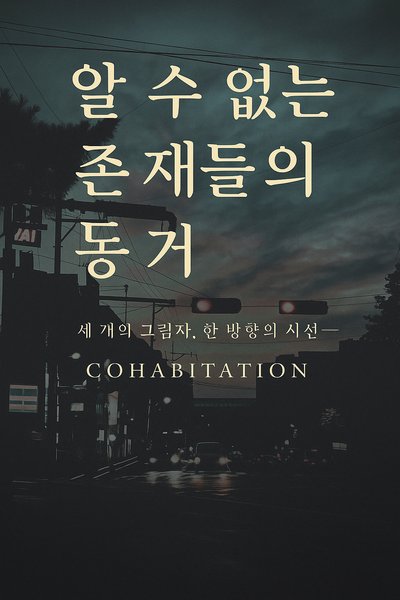 알 수 없는
존재들의
동거
세 개의 그림자, 한 방향의 시선—
COHABITATION